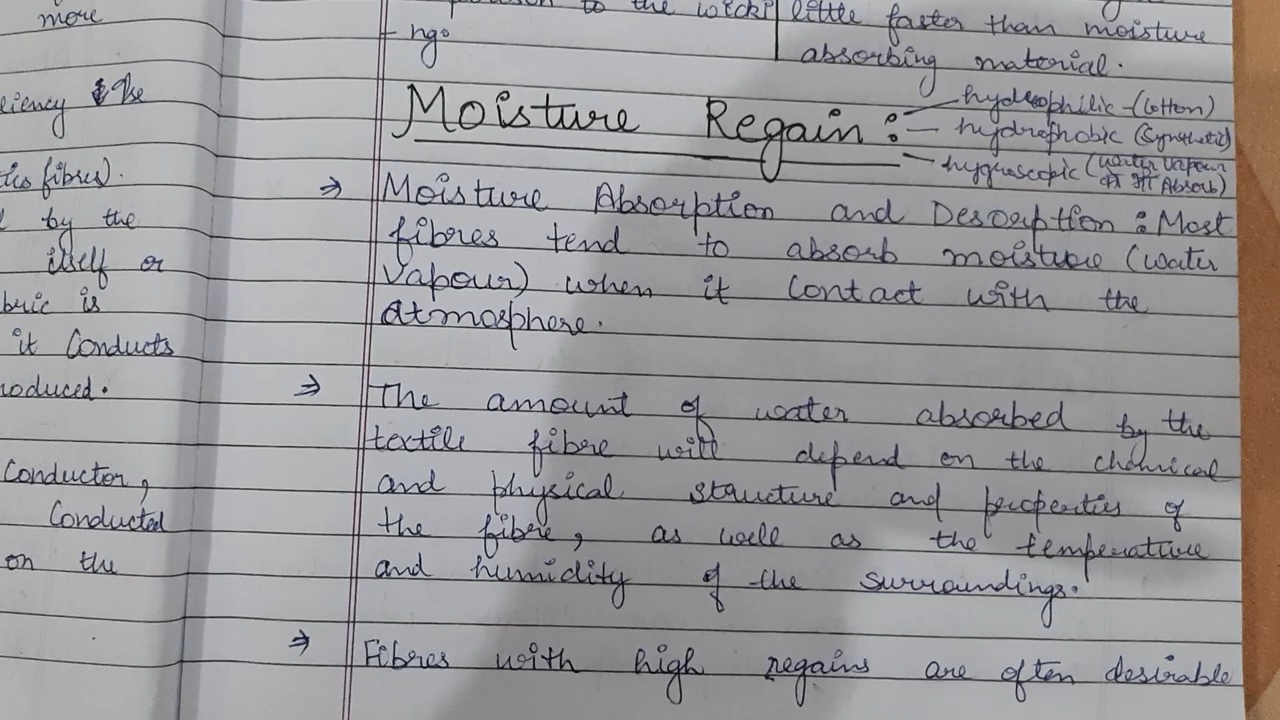 more
iency & the
tic fibres).
by the
itself or
bric is
it Conducts
roduced.
Conductor,
Conducted
on the
to the wicki
ng.
little faster than moisture
absorbing material.
Moisture Regain :
hydrophilic - (Cotton)
hydrophobic (Synthetic)
hygroscopic (water vapour
Absorb)
⇒ Moisture Absorption and Desorption : Most
fibres tend to absorb moisture (water
vapour) when it contact with the
atmosphere.
⇒ The amount of water absorbed by the
textile fibre will depend on the chemical
and physical structure and properties of
the fibre, as well as the temperature
and humidity of the surroundings.
⇒ Fibres with high regains are often desirable